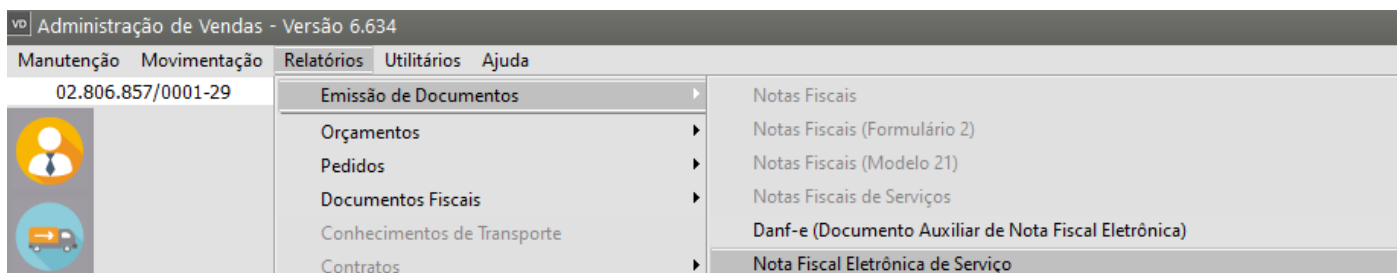 VD Administração de Vendas - Versão 6.634
Manutenção Movimentação Relatórios Utilitários Ajuda
02.806.857/0001-29
Emissão de Documentos
Orçamentos
Pedidos
Documentos Fiscais
Conhecimentos de Transporte
Contratos
Notas Fiscais
Notas Fiscais (Formulário 2)
Notas Fiscais (Modelo 21)
Notas Fiscais de Serviços
Danf-e (Documento Auxiliar de Nota Fiscal Eletrônica)
Nota Fiscal Eletrônica de Serviço